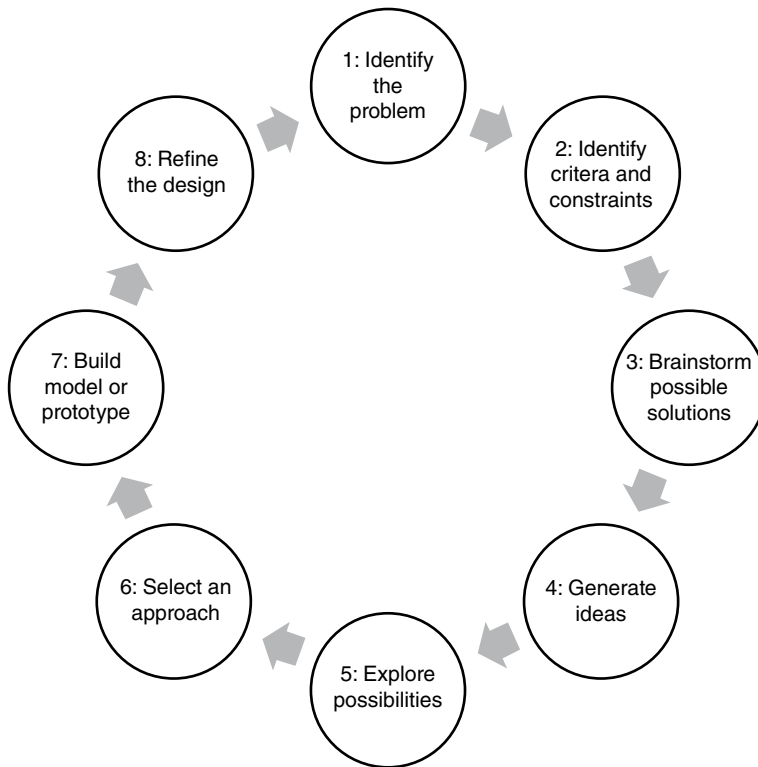 1: Identify
the
problem
2: Identify
critera and
constraints
3: Brainstorm
possible
solutions
4: Generate
ideas
5: Explore
possibilities
6: Select an
approach
7: Build
model or
prototype
8: Refine
the design